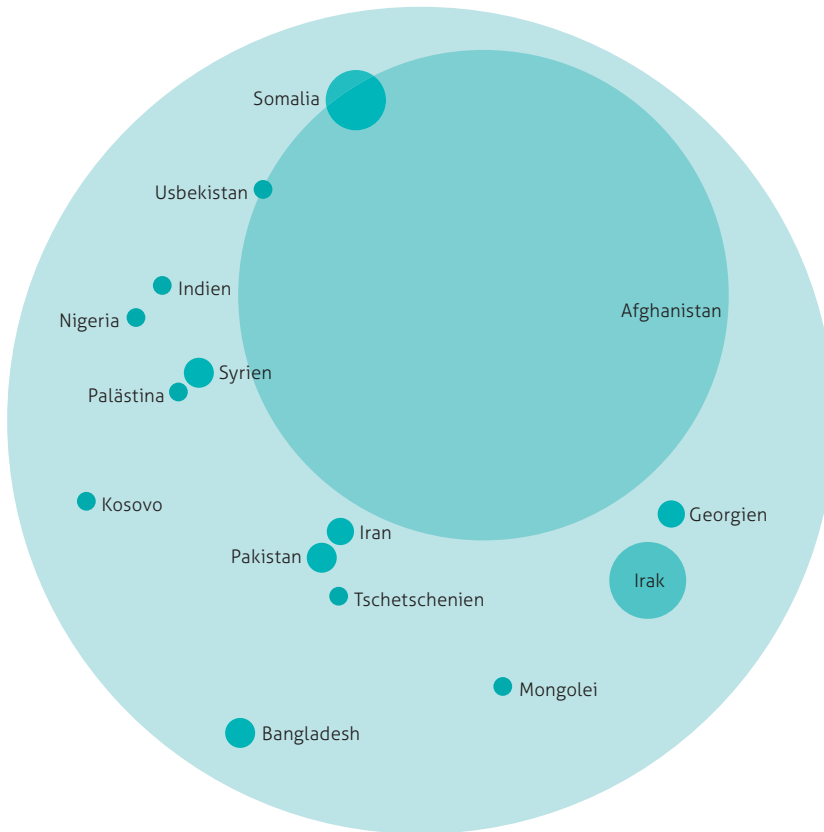 Somalia
Usbekistan
Indien
Afghanistan
Nigeria
Syrien
Palästina
Kosovo
Georgien
Iran
Pakistan
Irak
Tschetschenien
Mongolei
Bangladesh